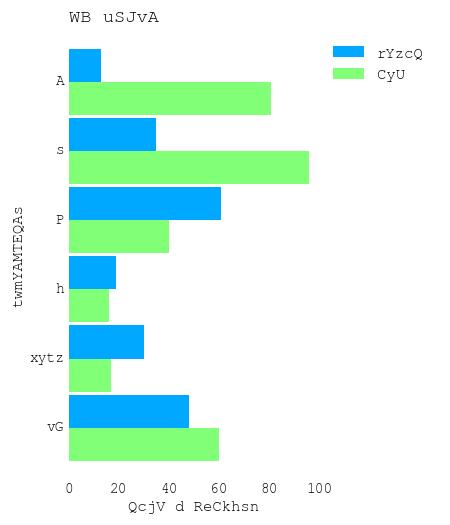 WB uSJvA
rYzcQ
CyU
twmYAMTEQAs
A
s
P
h
xytz
vG
0 20 40 60 80 100
QcjV d ReCkhsn